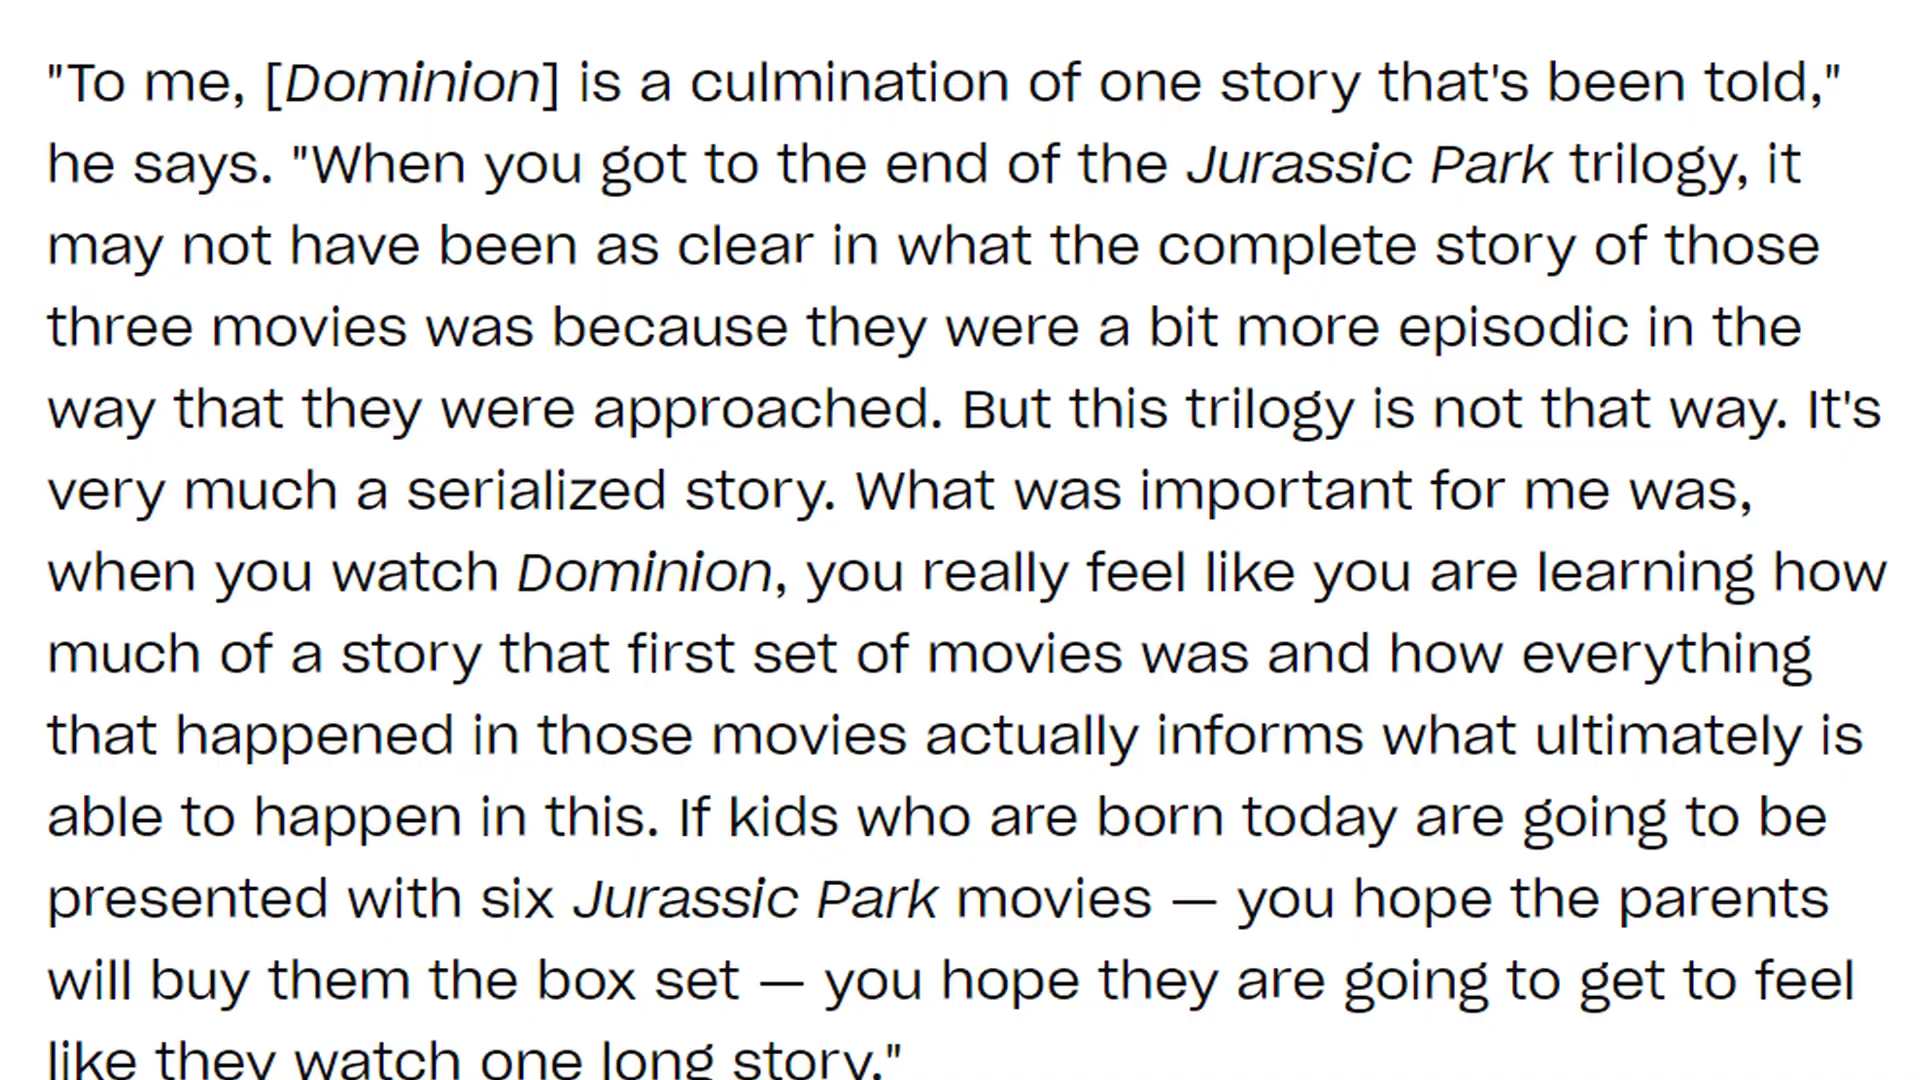 "To me, [Dominion] is a culmination of one story that's been told,"
he says. "When you got to the end of the Jurassic Park trilogy, it
may not have been as clear in what the complete story of those
three movies was because they were a bit more episodic in the
way that they were approached. But this trilogy is not that way. It's
very much a serialized story. What was important for me was,
when you watch Dominion, you really feel like you are learning how
much of a story that first set of movies was and how everything
that happened in those movies actually informs what ultimately is
able to happen in this. If kids who are born today are going to be
presented with six Jurassic Park movies — you hope the parents
will buy them the box set — you hope they are going to get to feel
like they watch one long story."